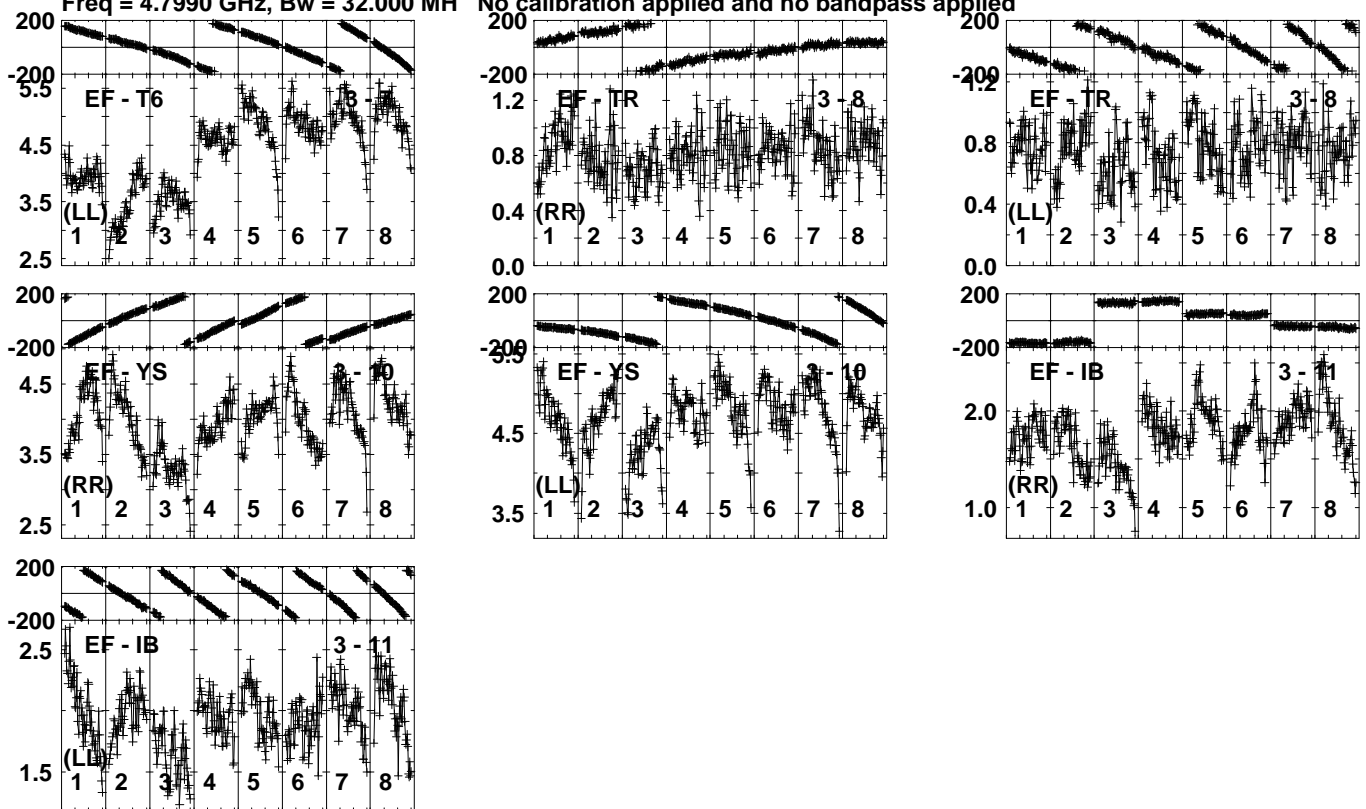 Freq = 4.7990 GHz, Bw = 32.000 MH No calibration applied and no bandpass applied
200
-200
5.5
4.5
3.5
2.5
EF - T6
3 - 7
(LL)
1 2 3 4 5 6 7 8
-200
1.2
0.8
0.4
0.0
EF - TR
3 - 8
(RR)
1 2 3 4 5 6 7 8
200
-200
1.2
0.8
0.4
0.0
EF - TR
3 - 8
(LL)
1 2 3 4 5 6 7 8
200
-200
4.5
3.5
2.5
EF - YS
3 - 10
(RR)
1 2 3 4 5 6 7 8
200
-200
5.5
4.5
3.5
EF - YS
3 - 10
(LL)
1 2 3 4 5 6 7 8
200
-200
2.0
1.0
EF - IB
3 - 11
(RR)
1 2 3 4 5 6 7 8
200
-200
2.5
1.5
EF - IB
3 - 11
(LL)
1 2 3 4 5 6 7 8